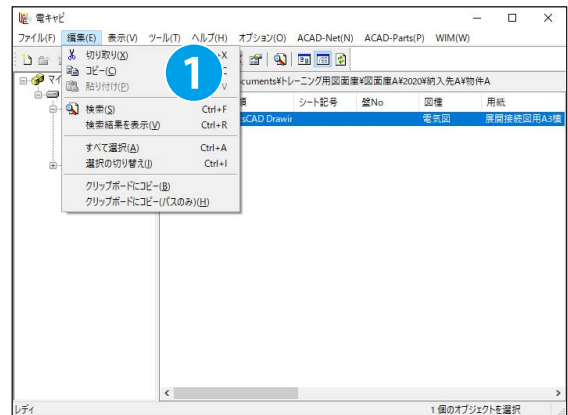 電キャビ
ファイル(F) 編集(E) 表示(V) ツール(T) ヘルプ(H) オプション(O) ACAD-Net(N) ACAD-Parts(P) WIM(W)
切り取り(X)
コピー(C)
貼り付け(P)
検索(S) Ctrl+F
検索結果を表示(V) Ctrl+R
すべて選択(A) Ctrl+A
選択の切り替え(I) Ctrl+I
クリップボードにコピー(B)
クリップボードにコピー(パスのみ)(H)
1
cuments¥トレーニング用図面庫¥図面庫A¥2020¥納入先A¥物件A
シート記号 盤No 図種 用紙
sCAD Drawir 電気図 展開接続図用A3横
レディ 1 個のオブジェクトを選択